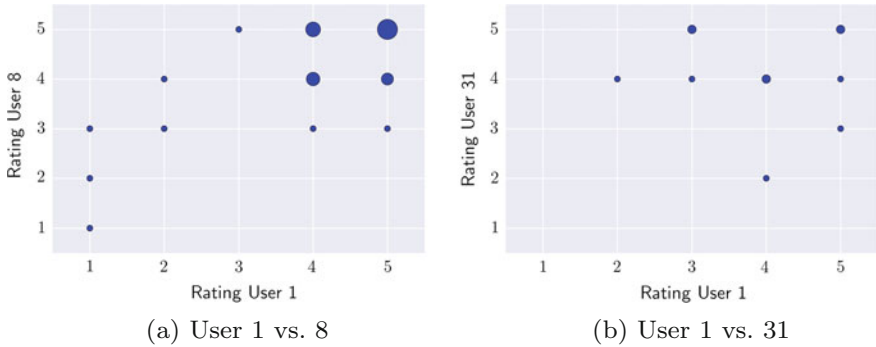 5
4
3
2
1
Rating User 8
1 2 3 4 5
Rating User 1
(a) User 1 vs. 8
5
4
3
2
1
Rating User 31
1 2 3 4 5
Rating User 1
(b) User 1 vs. 31